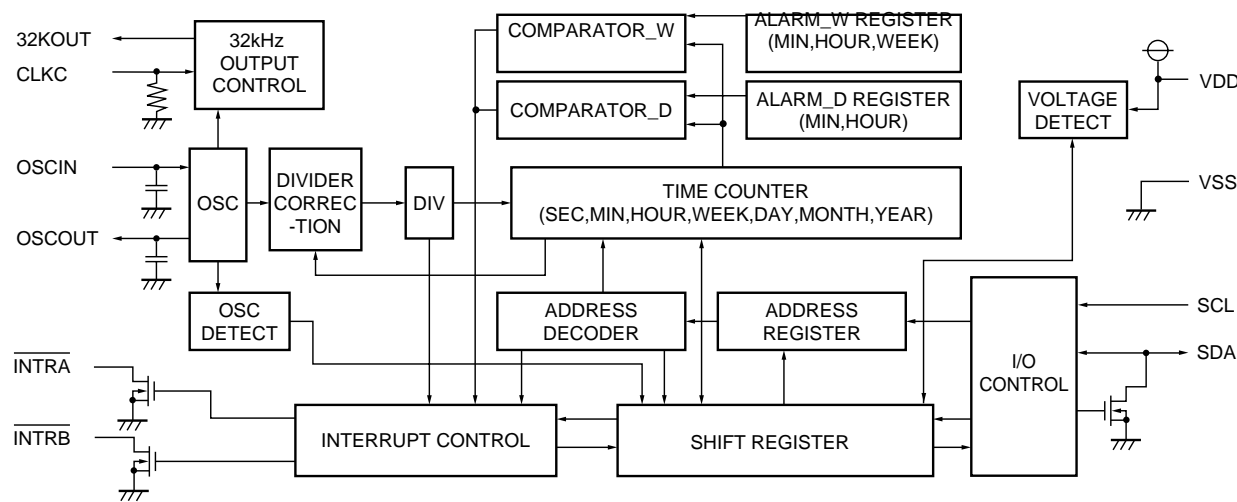 32KOUT
CLKC
32kHz
OUTPUT
CONTROL
COMPARATOR_W
ALARM_W REGISTER
(MIN,HOUR,WEEK)
COMPARATOR_D
ALARM_D REGISTER
(MIN,HOUR)
VOLTAGE
DETECT
VDD
VSS
OSCIN
OSCOUT
OSC
DIVIDER
CORREC
-TION
DIV
TIME COUNTER
(SEC,MIN,HOUR,WEEK,DAY,MONTH,YEAR)
OSC
DETECT
ADDRESS
DECODER
ADDRESS
REGISTER
I/O
CONTROL
SCL
SDA
INTRA
INTRB
INTERRUPT CONTROL
SHIFT REGISTER